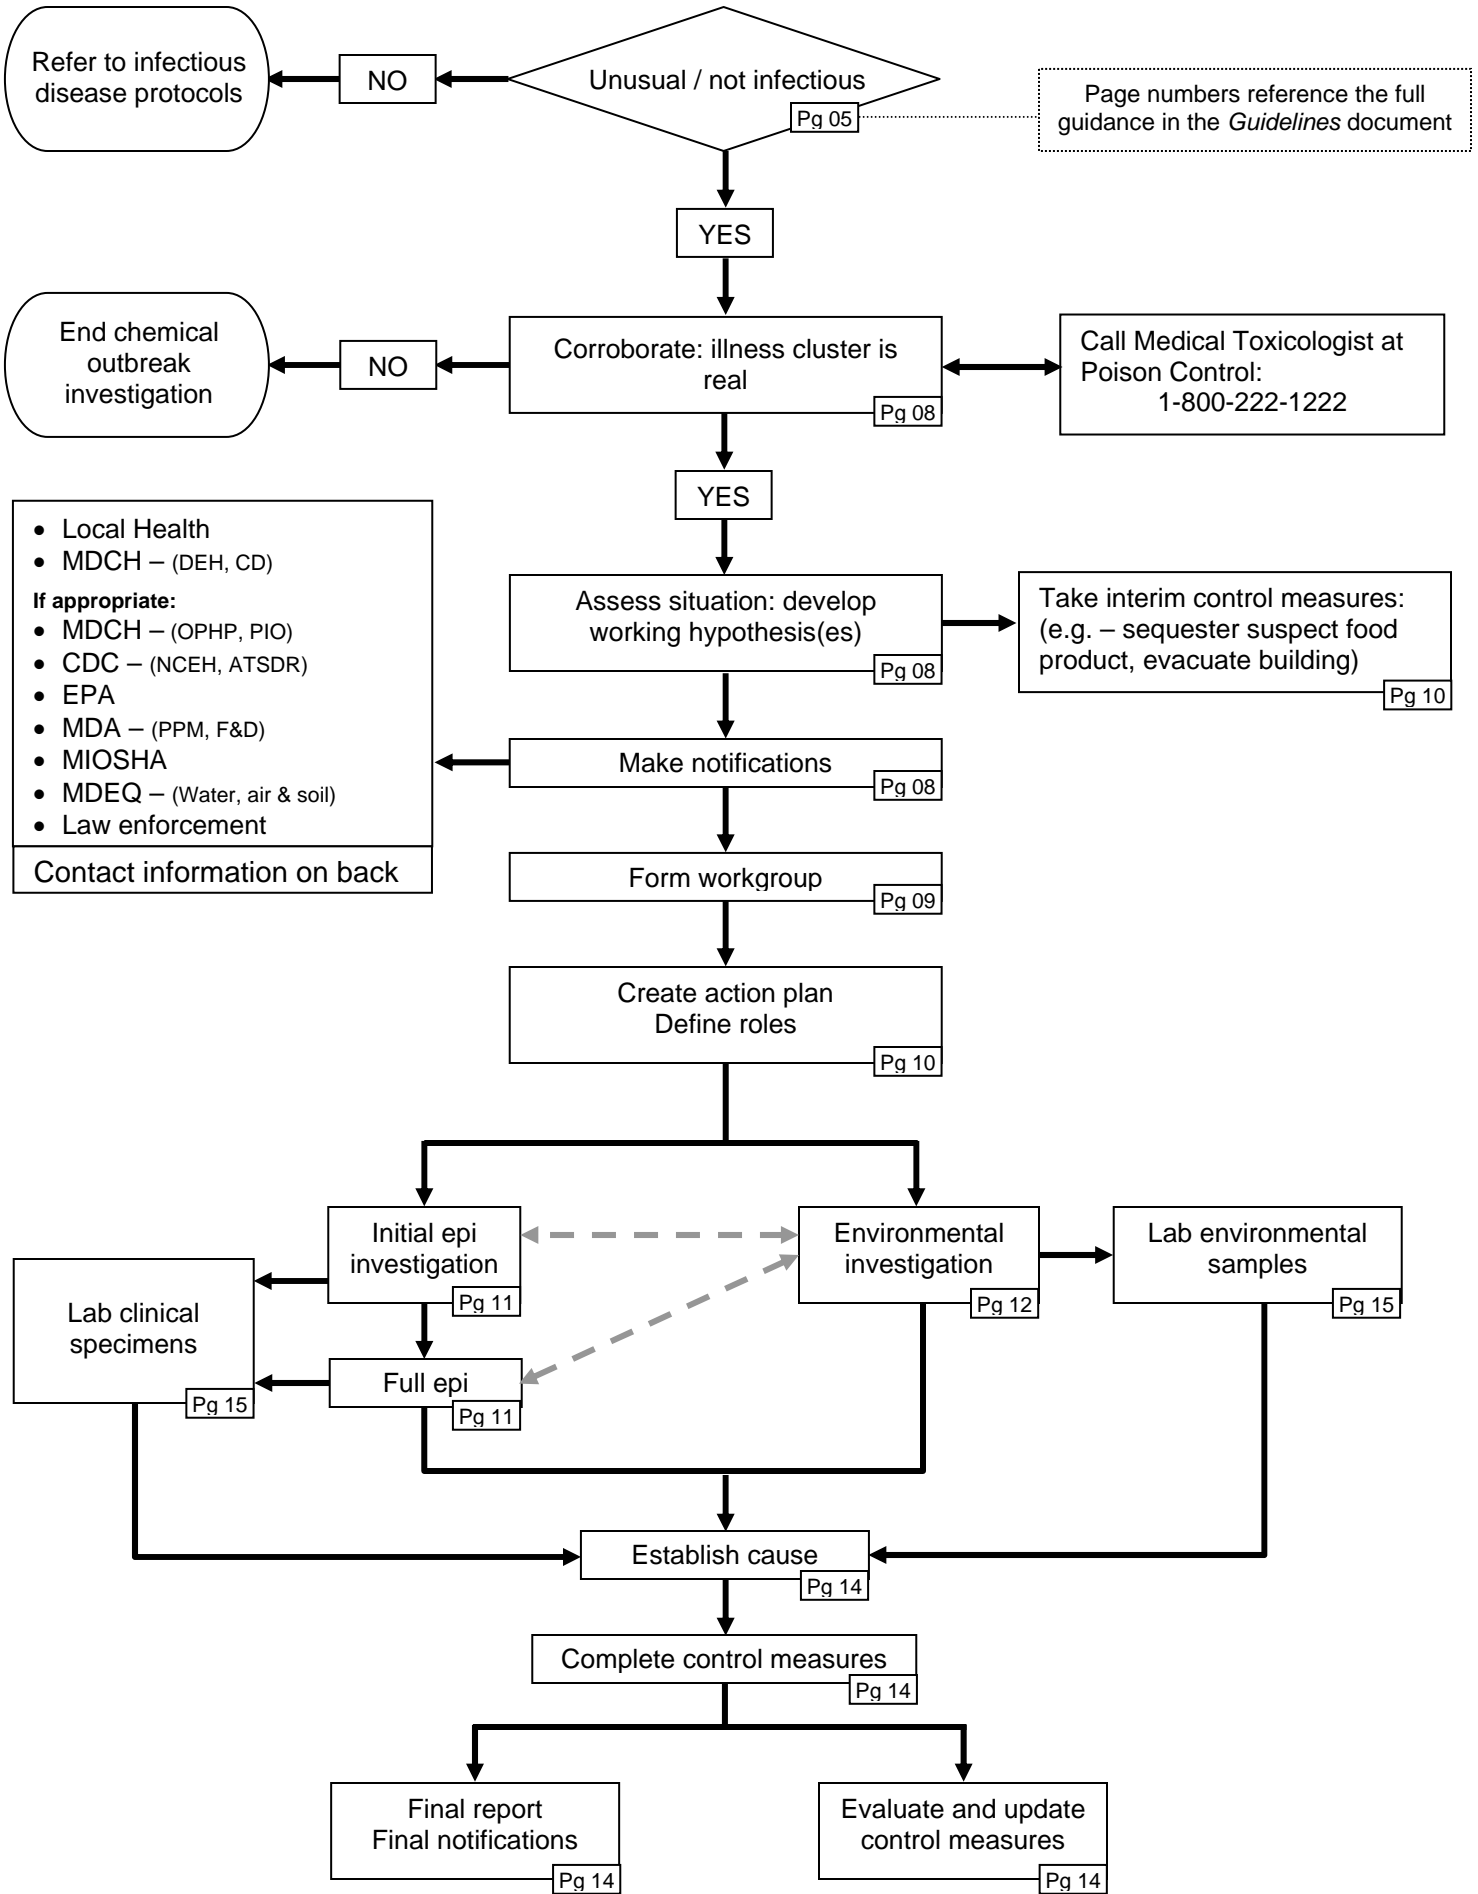 Refer to infectious
disease protocols
NO
Unusual / not infectious
Pg 05
Page numbers reference the full
guidance in the Guidelines document
YES
End chemical
outbreak
investigation
NO
Corroborate: illness cluster is
real
Pg 08
Call Medical Toxicologist at
Poison Control:
1-800-222-1222
YES
• Local Health
• MDCH – (DEH, CD)
If appropriate:
• MDCH – (OPHP, PIO)
• CDC – (NCEH, ATSDR)
• EPA
• MDA – (PPM, F&D)
• MIOSHA
• MDEQ – (Water, air & soil)
• Law enforcement
Contact information on back
Assess situation: develop
working hypothesis(es)
Pg 08
Take interim control measures:
(e.g. – sequester suspect food
product, evacuate building)
Pg 10
Make notifications
Pg 08
Form workgroup
Pg 09
Create action plan
Define roles
Pg 10
Initial epi
investigation
Pg 11
Environmental
investigation
Pg 12
Lab environmental
samples
Pg 15
Lab clinical
specimens
Pg 15
Full epi
Pg 11
Establish cause
Pg 14
Complete control measures
Pg 14
Final report
Final notifications
Pg 14
Evaluate and update
control measures
Pg 14